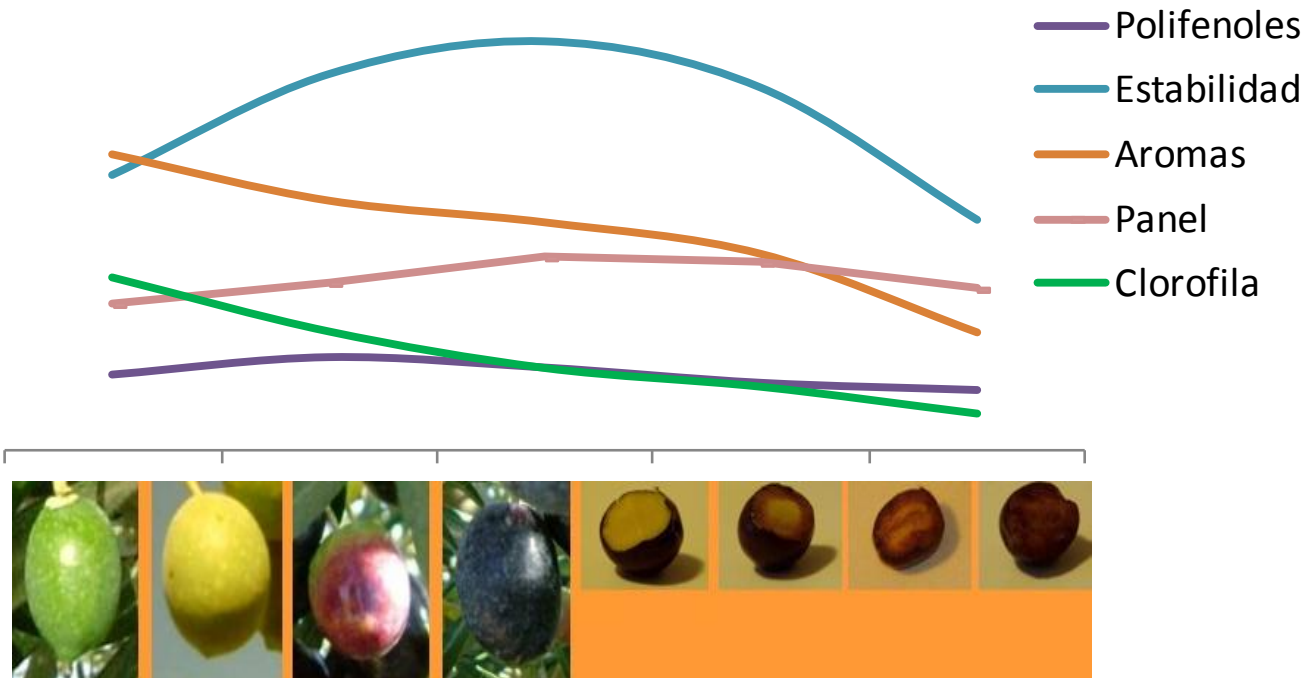 Polifenoles
Estabilidad
Aromas
Panel
Clorofila